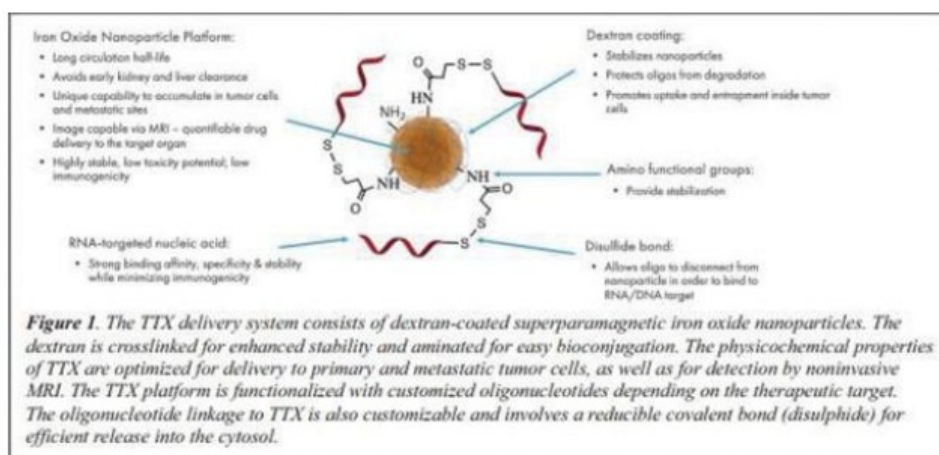 Iron Oxide Nanoparticle Platform:
• Long circulation half-life
• Avoids early kidney and liver clearance
• Unique capability to accumulate in tumor cells
and metastatic sites
• Image capable via MRI – quantifiable drug
delivery to the target organ
• Highly stable, low toxicity potential; low
immunogenicity
RNA-targeted nucleic acid:
• Strong binding affinity, specificity & stability
while minimizing immunogenicity
O
S–S
HN
NH₂
S
S
NH
O
NH
O
S
S
Dextran coating:
• Stabilizes nanoparticles
• Protects oligos from degradation
• Promotes uptake and entrapment inside tumor
cells
Amino functional groups:
• Provide stabilization
Disulfide bond:
• Allows oligo to disconnect from
nanoparticle in order to bind to
RNA/DNA target
Figure 1. The TTX delivery system consists of dextran-coated superparamagnetic iron oxide nanoparticles. The
dextran is crosslinked for enhanced stability and aminated for easy bioconjugation. The physicochemical properties
of TTX are optimized for delivery to primary and metastatic tumor cells, as well as for detection by noninvasive
MRI. The TTX platform is functionalized with customized oligonucleotides depending on the therapeutic target.
The oligonucleotide linkage to TTX is also customizable and involves a reducible covalent bond (disulphide) for
efficient release into the cytosol.